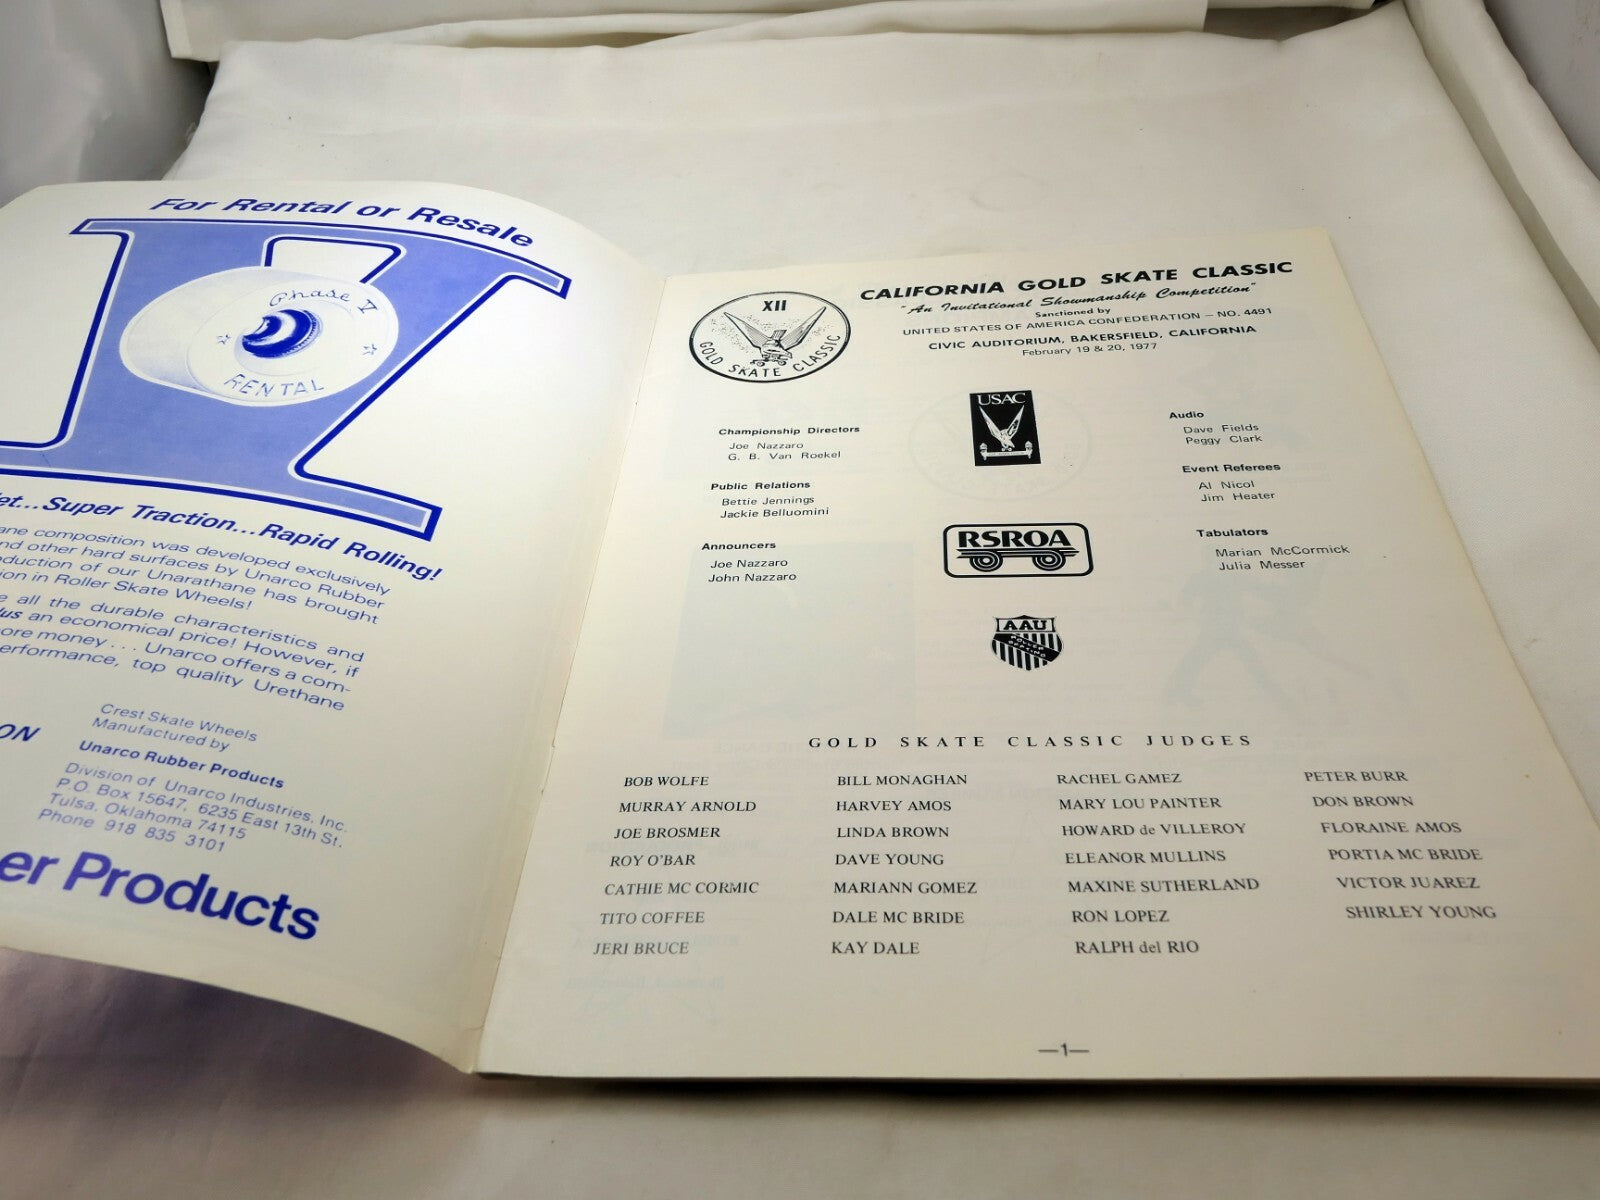 For Rental or Resale
Phase V
RENTAL
...Super Traction...Rapid Rolling!
composition was developed exclusively
and other hard surfaces by Unarco Rubber
of our Unarathane has brought
in Roller Skate Wheels!
all the durable characteristics and
plus an economical price! However, if
more money . . . Unarco offers a com-
performance, top quality Urethane
Crest Skate Wheels
Manufactured by
Unarco Rubber Products
Division of Unarco Industries, Inc.
P.O. Box 15647, 6235 East 13th St.
Tulsa, Oklahoma 74115
Phone 918 835 3101
ON
er Products
XII
GOLD SKATE CLASSIC
CALIFORNIA GOLD SKATE CLASSIC
"An Invitational Showmanship Competition"
Sanctioned by
UNITED STATES OF AMERICA CONFEDERATION — NO. 4491
CIVIC AUDITORIUM, BAKERSFIELD, CALIFORNIA
February 19 & 20, 1977
Championship Directors
Joe Nazzaro
G. B. Van Roekel
Public Relations
Bettie Jennings
Jackie Belluomini
Announcers
Joe Nazzaro
John Nazzaro
USAC
RSROA
AAU
ROLLER
SKATING
Audio
Dave Fields
Peggy Clark
Event Referees
Al Nicol
Jim Heater
Tabulators
Marian McCormick
Julia Messer
GOLD SKATE CLASSIC JUDGES
BOB WOLFE BILL MONAGHAN RACHEL GAMEZ PETER BURR
MURRAY ARNOLD HARVEY AMOS MARY LOU PAINTER DON BROWN
JOE BROSMER LINDA BROWN HOWARD de VILLEROY FLORAINE AMOS
ROY O'BAR DAVE YOUNG ELEANOR MULLINS PORTIA MC BRIDE
CATHIE MC CORMIC MARIANN GOMEZ MAXINE SUTHERLAND VICTOR JUAREZ
TITO COFFEE DALE MC BRIDE RON LOPEZ SHIRLEY YOUNG
JERI BRUCE KAY DALE RALPH del RIO
—1—